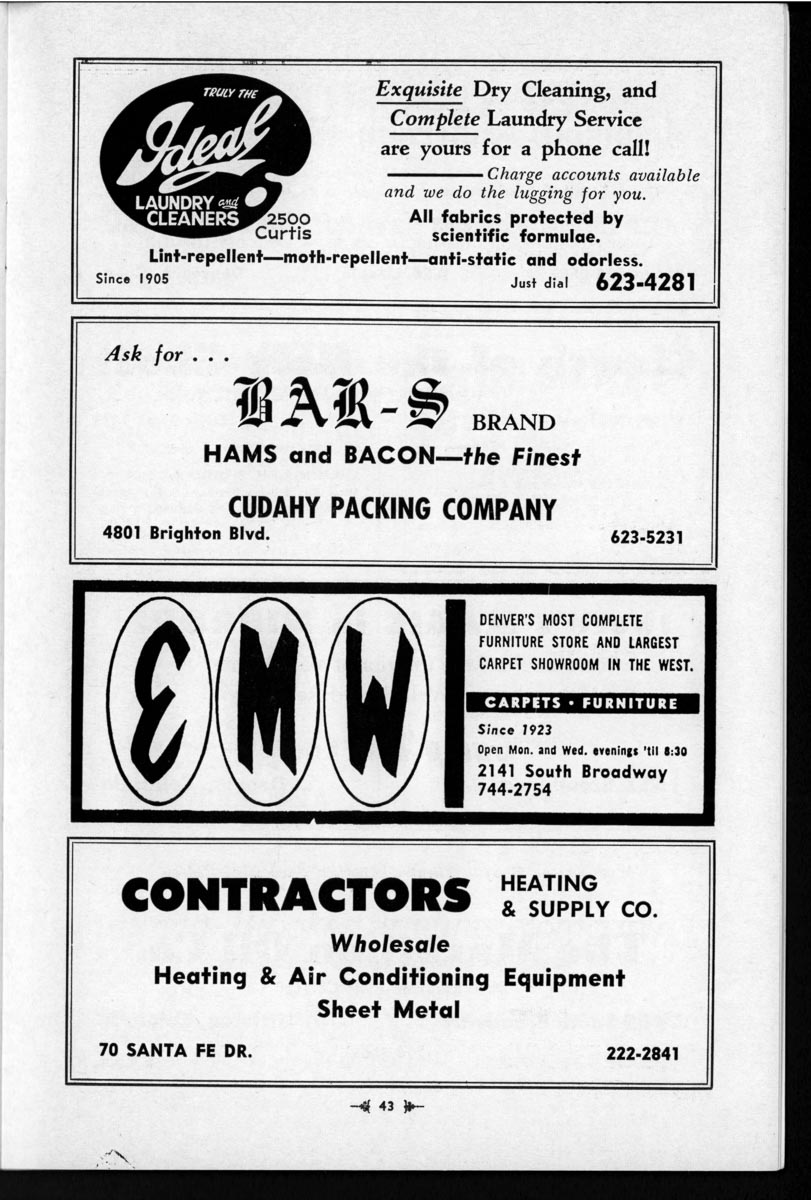 TRULY THE
Ideal
LAUNDRY and
CLEANERS
2500
Curtis
Exquisite Dry Cleaning, and
Complete Laundry Service
are yours for a phone call!
Charge accounts available
and we do the lugging for you.
All fabrics protected by
scientific formulae.
Lint-repellent—moth-repellent—anti-static and odorless.
Since 1905
Just dial 623-4281
Ask for . . .
BAR-S BRAND
HAMS and BACON—the Finest
CUDAHY PACKING COMPANY
4801 Brighton Blvd.
623-5231
EMW
DENVER'S MOST COMPLETE
FURNITURE STORE AND LARGEST
CARPET SHOWROOM IN THE WEST.
CARPETS • FURNITURE
Since 1923
Open Mon. and Wed. evenings 'til 8:30
2141 South Broadway
744-2754
CONTRACTORS
HEATING
& SUPPLY CO.
Wholesale
Heating & Air Conditioning Equipment
Sheet Metal
70 SANTA FE DR.
222-2841
43